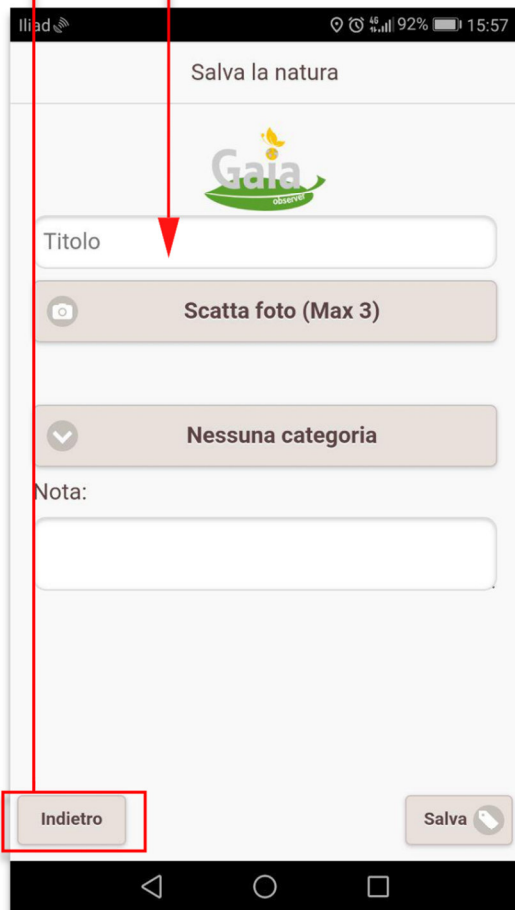 Iliad 4G 92% 15:57
Salva la natura
Gaia
observer
Titolo
Scatta foto (Max 3)
Nessuna categoria
Nota:
Indietro
Salva